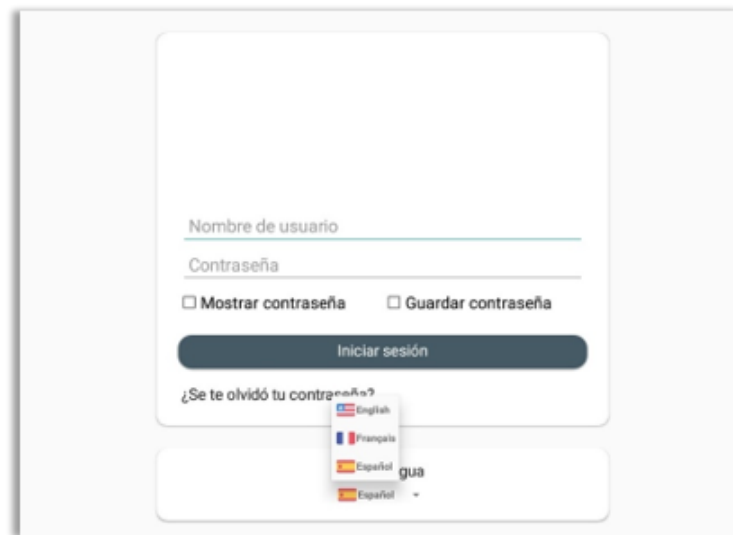 Nombre de usuario
Contraseña
Mostrar contraseña Guardar contraseña
Iniciar sesión
¿Se te olvidó tu contraseña?
English
Français
Español
gua
Español